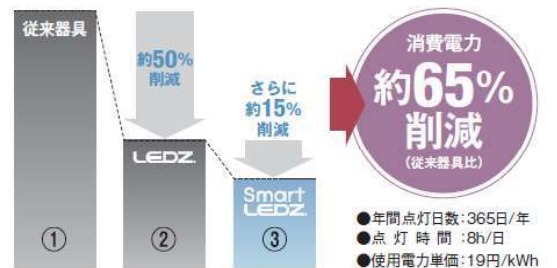 従来器具
約50%
削減
さらに
約15%
削減
LEDZ.
Smart
LEDZ.
①
②
③
消費電力
約65%
削減
(従来器具比)
●年間点灯日数:365日/年
●点灯時間:8h/日
●使用電力単価:19円/kWh